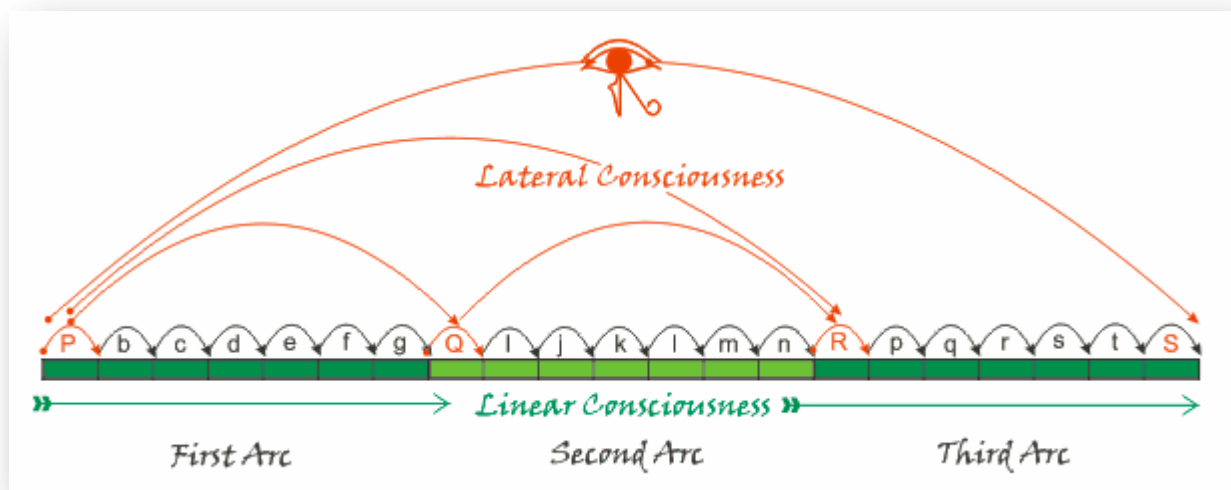 Lateral Consciousness
P b c d e f g Q l j k l m n R p q r s t S
Linear Consciousness
First Arc Second Arc Third Arc